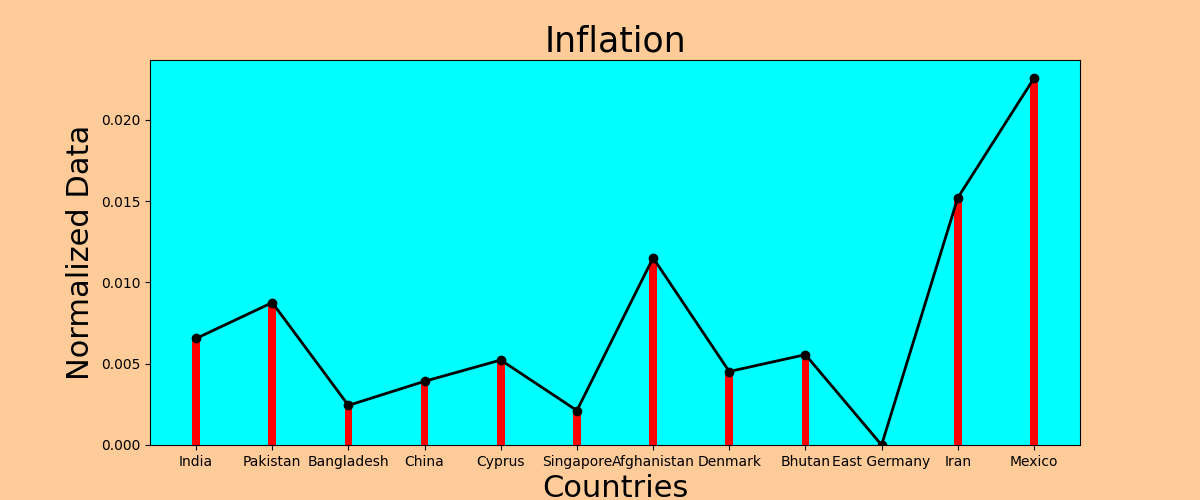 Inflation
Normalized Data
0.020
0.015
0.010
0.005
0.000
India Pakistan Bangladesh China Cyprus Singapore Afghanistan Denmark Bhutan East Germany Iran Mexico
Countries